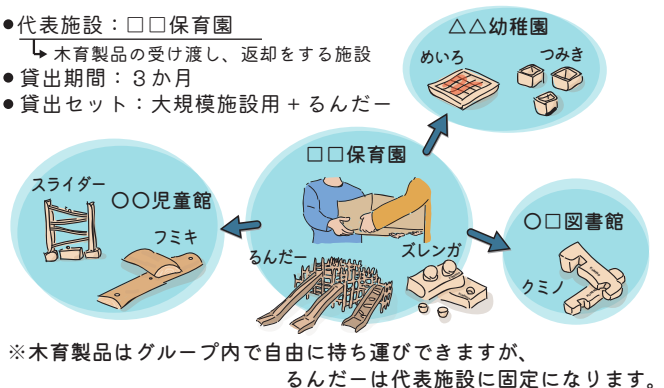 ●代表施設：□□保育園
木育製品の受け渡し、返却をする施設
●貸出期間：３か月
●貸出セット：大規模施設用＋るんだー
△△幼稚園
めいろ
つみき
□□保育園
るんだー
ズレンガ
スライダー
〇〇児童館
フミキ
〇□図書館
クミノ
※木育製品はグループ内で自由に持ち運びできますが、
るんだーは代表施設に固定になります。